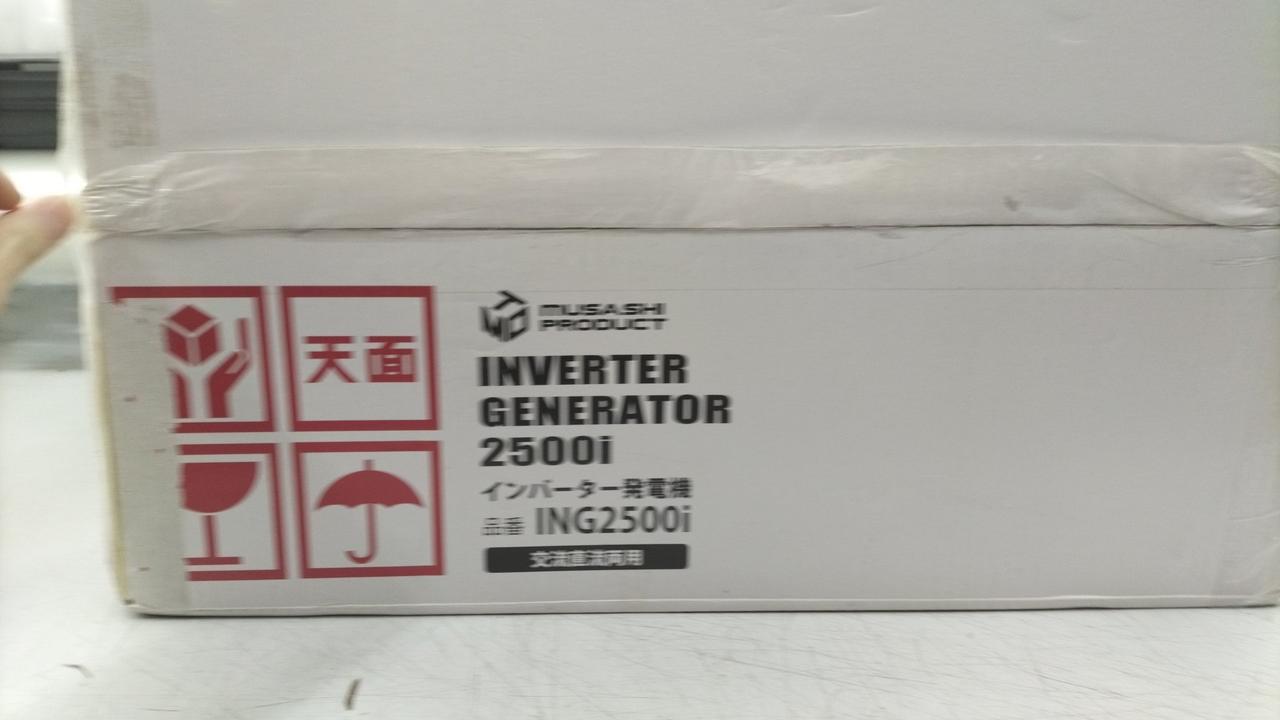 天面
MUSASHI
PRODUCT
INVERTER
GENERATOR
2500i
インバーター発電機
品番 ING2500i
交流直流両用